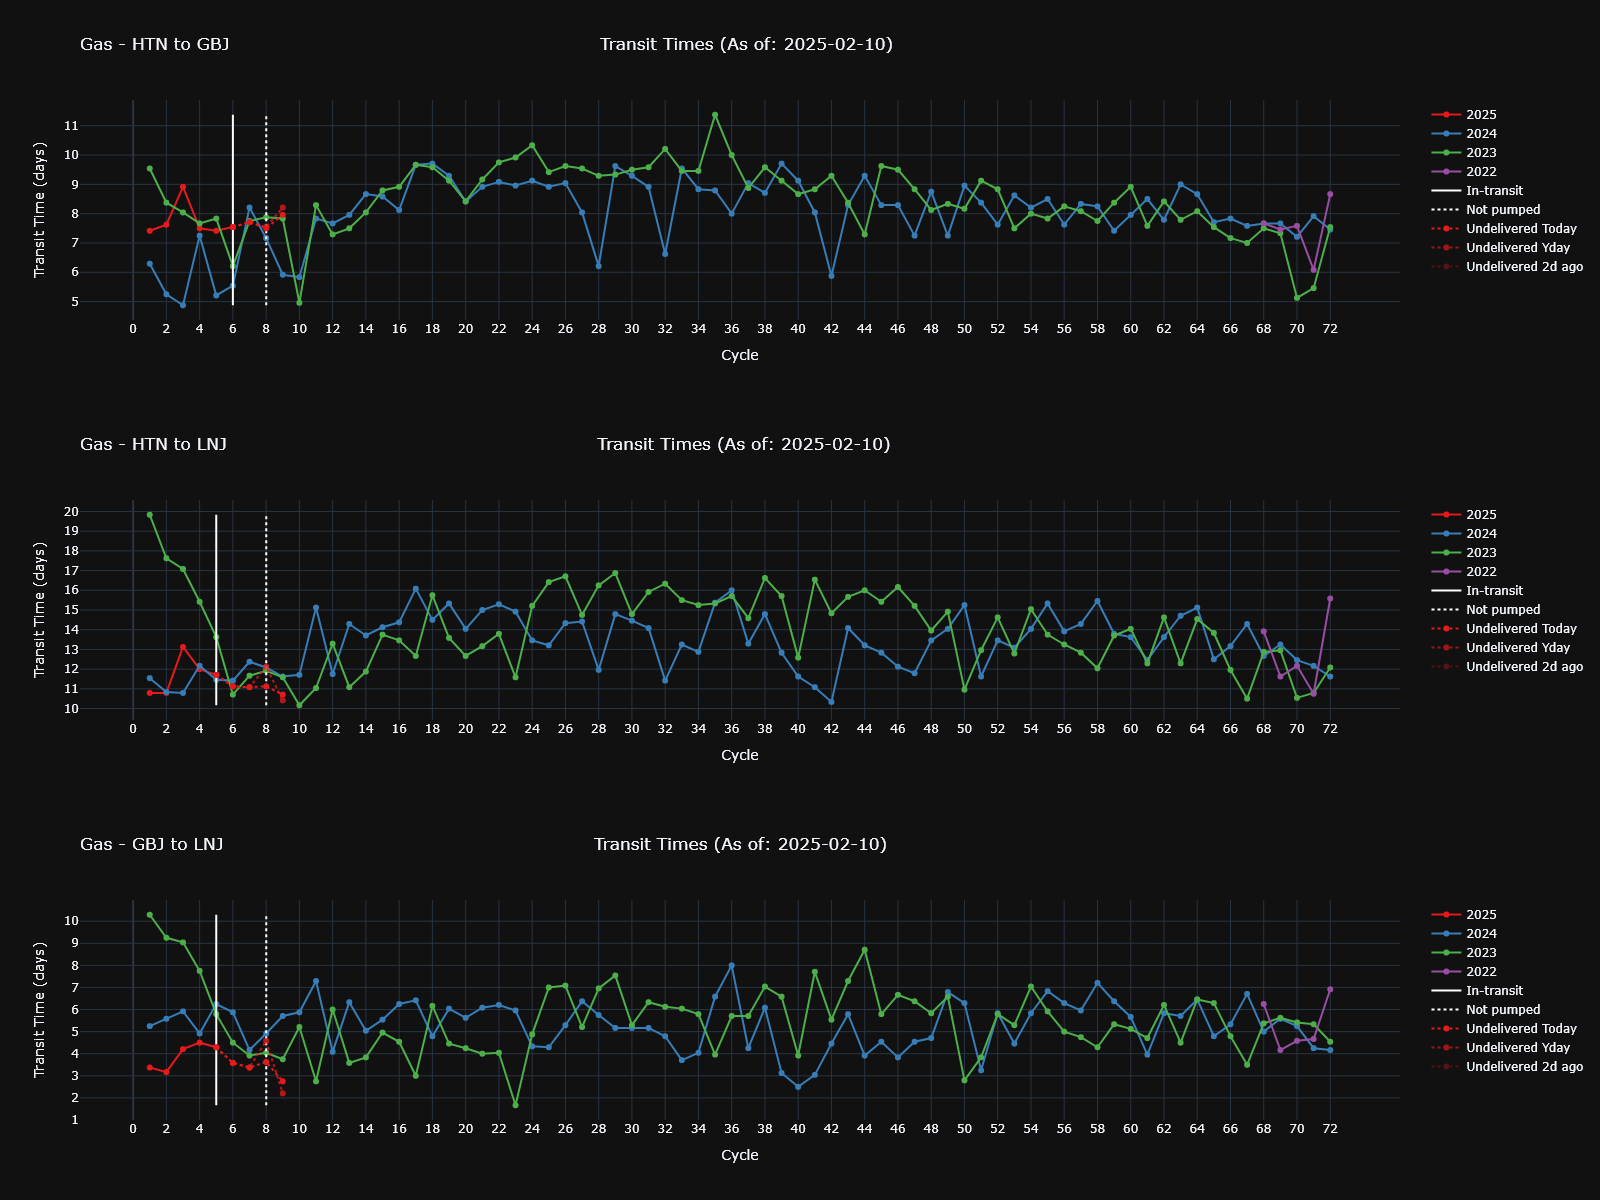 Gas - HTN to GBJ
Transit Times (As of: 2025-02-10)
Transit Time (days)
11
10
9
8
7
6
5
0 2 4 6 8 10 12 14 16 18 20 22 24 26 28 30 32 34 36 38 40 42 44 46 48 50 52 54 56 58 60 62 64 66 68 70 72
Cycle
2025
2024
2023
2022
In-transit
Not pumped
Undelivered Today
Undelivered Yday
Undelivered 2d ago
Gas - HTN to LNJ
Transit Times (As of: 2025-02-10)
Transit Time (days)
20
19
18
17
16
15
14
13
12
11
10
0 2 4 6 8 10 12 14 16 18 20 22 24 26 28 30 32 34 36 38 40 42 44 46 48 50 52 54 56 58 60 62 64 66 68 70 72
Cycle
2025
2024
2023
2022
In-transit
Not pumped
Undelivered Today
Undelivered Yday
Undelivered 2d ago
Gas - GBJ to LNJ
Transit Times (As of: 2025-02-10)
Transit Time (days)
10
9
8
7
6
5
4
3
2
1
0 2 4 6 8 10 12 14 16 18 20 22 24 26 28 30 32 34 36 38 40 42 44 46 48 50 52 54 56 58 60 62 64 66 68 70 72
Cycle
2025
2024
2023
2022
In-transit
Not pumped
Undelivered Today
Undelivered Yday
Undelivered 2d ago